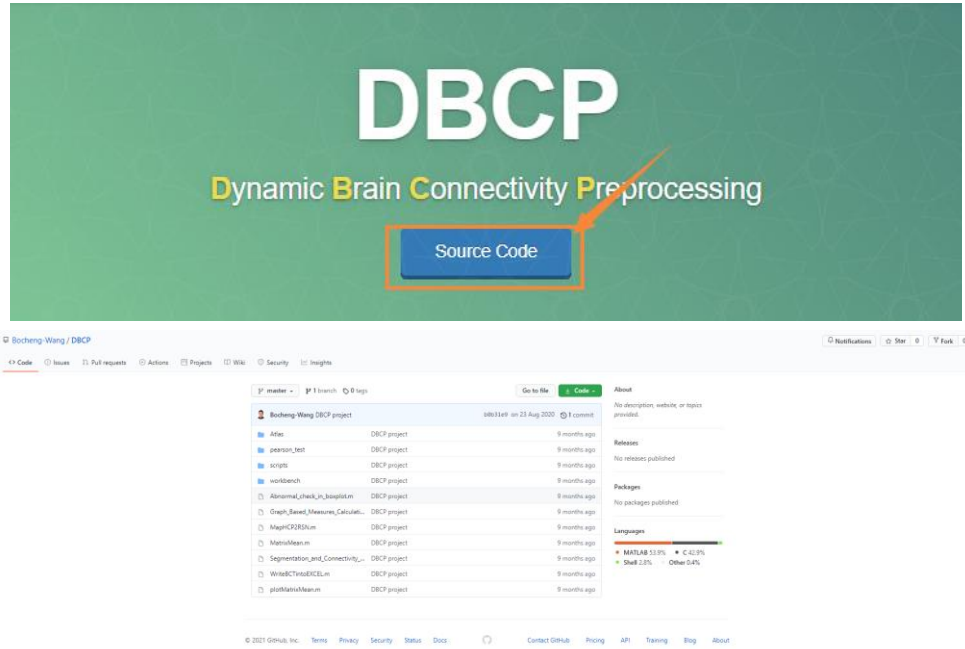 DBCP
Dynamic Brain Connectivity Preprocessing
Source Code
Bocheng-Wang / DBCP
Notifications Star 0 Fork 0
Code Issues Pull requests Actions Projects Wiki Security Insights
master 1 branch 0 tags Go to file Code
About
Bocheng-Wang DBCP project b0b31e0 on 23 Aug 2020 1 commit
No description, website, or topics
provided.
Atlas DBCP project 9 months ago
pearson_test DBCP project 9 months ago
scripts DBCP project 9 months ago
workbench DBCP project 9 months ago
Abnormal_check_in_boxplot.m DBCP project 9 months ago
Graph_Based_Measures_Calculati... DBCP project 9 months ago
MapHCP2RSN.m DBCP project 9 months ago
MatrixMean.m DBCP project 9 months ago
Segmentation_and_Connectivity_... DBCP project 9 months ago
WriteBCTintoEXCEL.m DBCP project 9 months ago
plotMatrixMean.m DBCP project 9 months ago
Releases
No releases published
Packages
No packages published
Languages
MATLAB 53.9% C 42.9%
Shell 2.8% Other 0.4%
© 2021 GitHub, Inc. Terms Privacy Security Status Docs Contact GitHub Pricing API Training Blog About